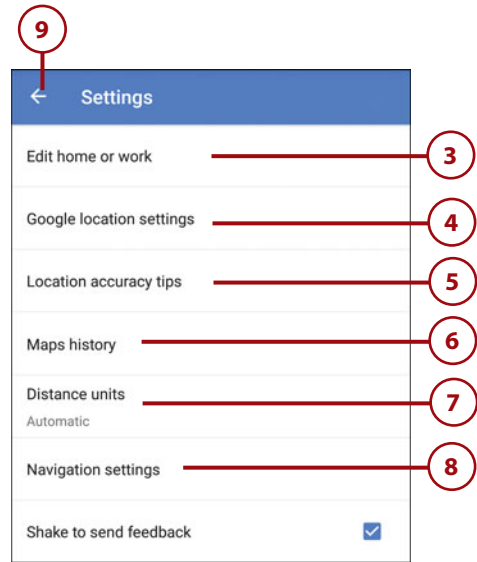 9
Settings
Edit home or work 3
Google location settings 4
Location accuracy tips 5
Maps history 6
Distance units 7
Automatic
Navigation settings 8
Shake to send feedback